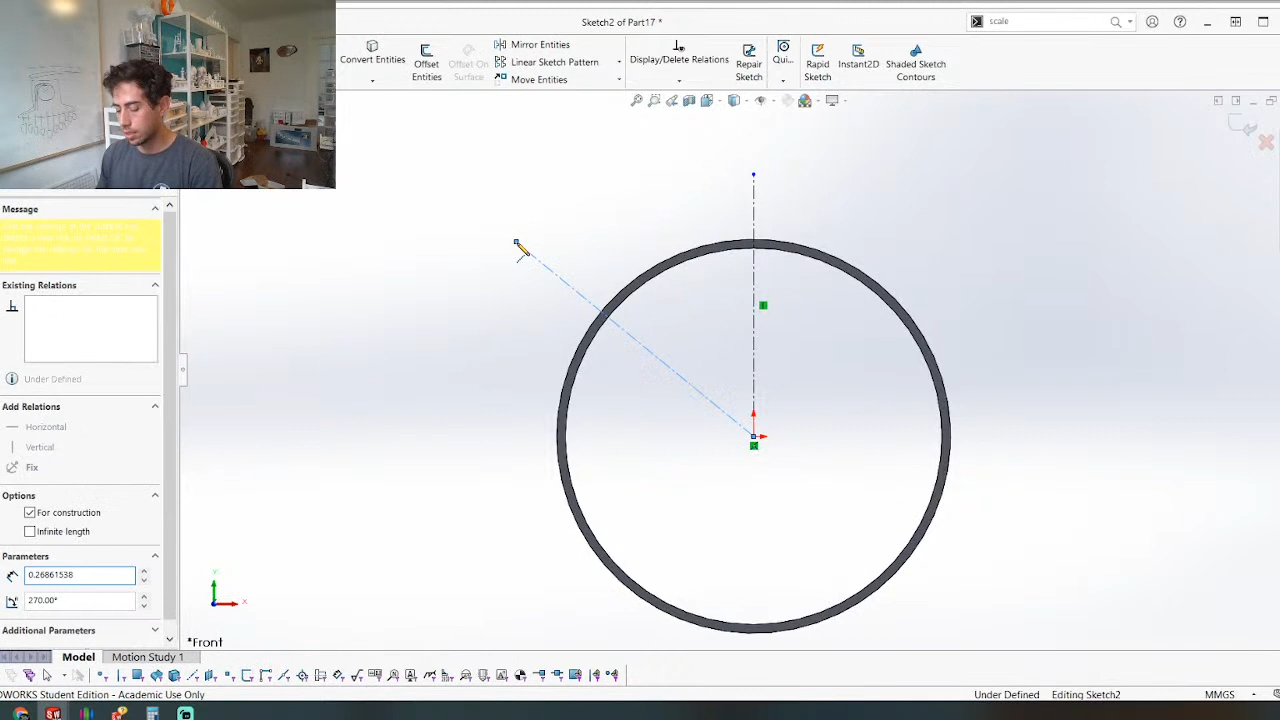 Sketch2 of Part17 *
scale
Convert Entities
Offset Entities
Offset On Surface
Mirror Entities
Linear Sketch Pattern
Move Entities
Display/Delete Relations
Repair Sketch
Qui...
Rapid Sketch
Instant2D
Shaded Sketch Contours
Message
Existing Relations
Under Defined
Add Relations
Horizontal
Vertical
Fix
Options
For construction
Infinite length
Parameters
0.26861538
270.00°
Additional Parameters
Y
X
*Front
Model
Motion Study 1
DWORKS Student Edition - Academic Use Only
Under Defined
Editing Sketch2
MMGS